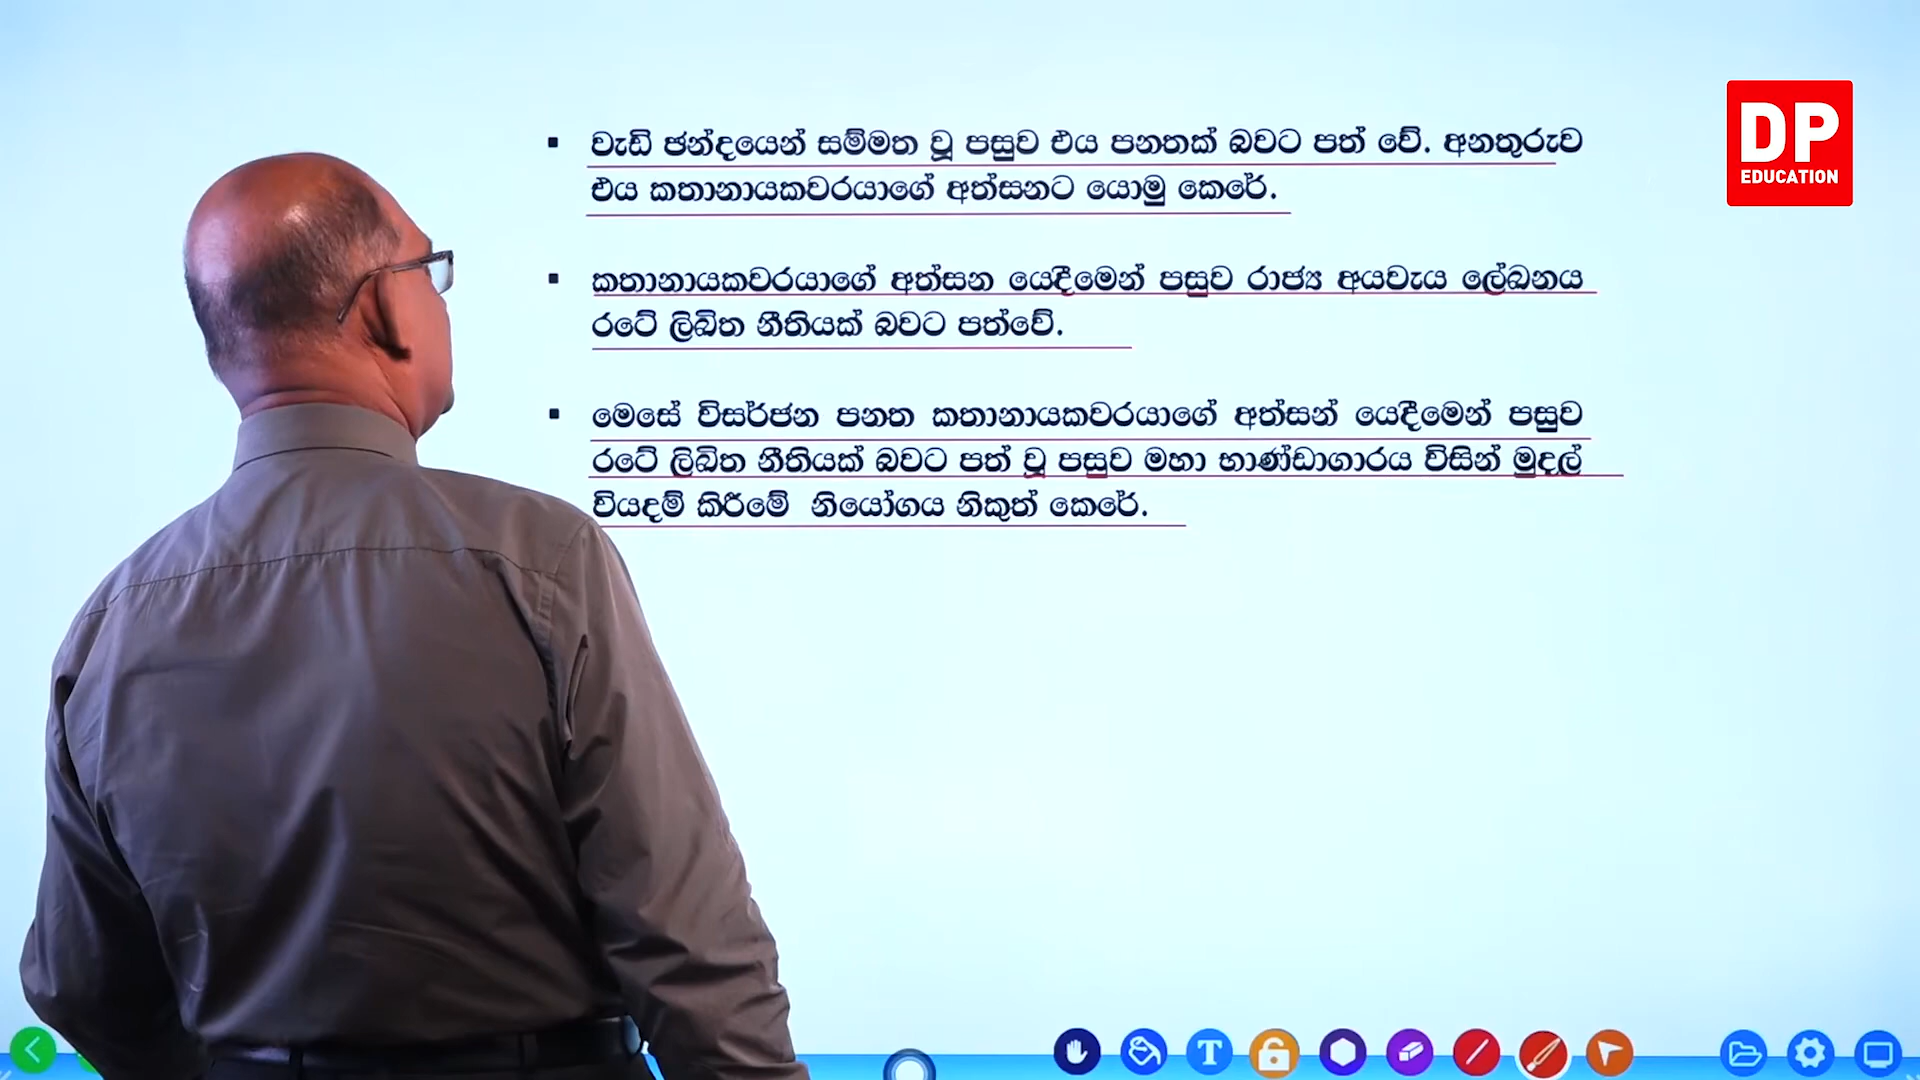 ▪ වැඩි ඡන්දයෙන් සම්මත වූ පසුව එය පනතක් බවට පත් වේ. අනතුරුව
එය කතානායකවරයාගේ අත්සනට යොමු කෙරේ.
▪ කතානායකවරයාගේ අත්සන යෙදීමෙන් පසුව රාජ්‍ය අයවැය ලේඛනය
රටේ ලිඛිත නීතියක් බවට පත්වේ.
▪ මෙසේ විසර්ජන පනත කතානායකවරයාගේ අත්සන් යෙදීමෙන් පසුව
රටේ ලිඛිත නීතියක් බවට පත් වූ පසුව මහා භාණ්ඩාගාරය විසින් මුදල්
වියදම් කිරීමේ නියෝගය නිකුත් කෙරේ.
DP
EDUCATION
T